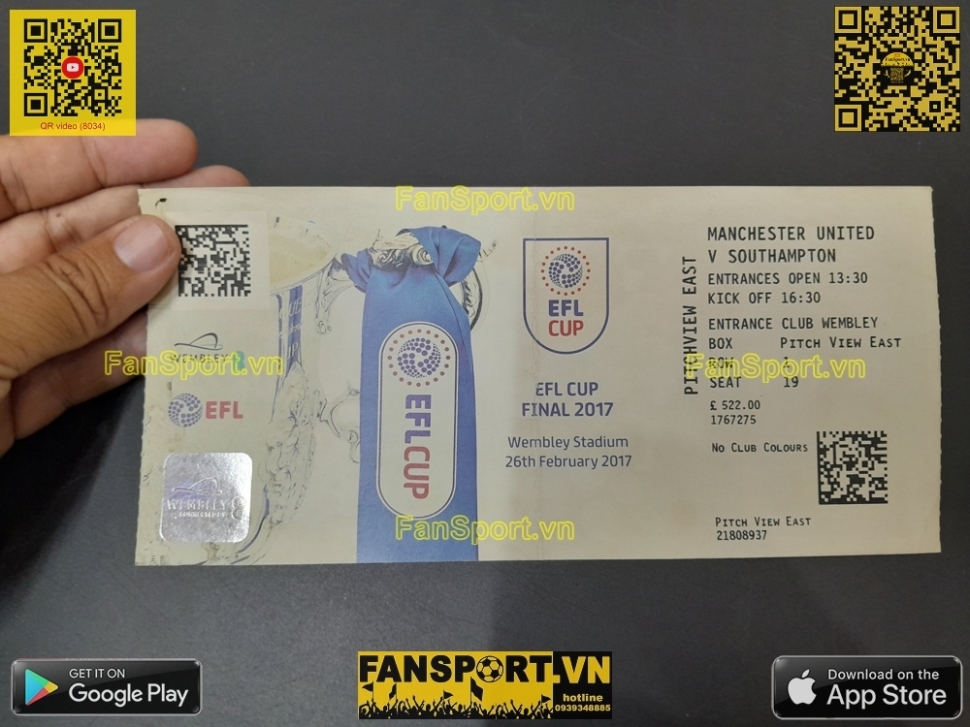 QR video (8034)
FanSport.vn
WEMBLEY
FanSport.vn
EFL
WEMBLEY
EFL CUP
EFL
CUP
EFL CUP
FINAL 2017
Wembley Stadium
26th February 2017
FanSport.vn
PITCHVIEW EAST
MANCHESTER UNITED
V SOUTHAMPTON
ENTRANCES OPEN 13:30
KICK OFF 16:30
ENTRANCE CLUB WEMBLEY
BOX PITCH VIEW EAST
FanSport.vn
ROW
SEAT 19
£ 522.00
1767275
NO CLUB COLOURS
PITCH VIEW EAST
21808937
GET IT ON
Google Play
FANSPORT.VN
hotline
0939348885
Download on the
App Store